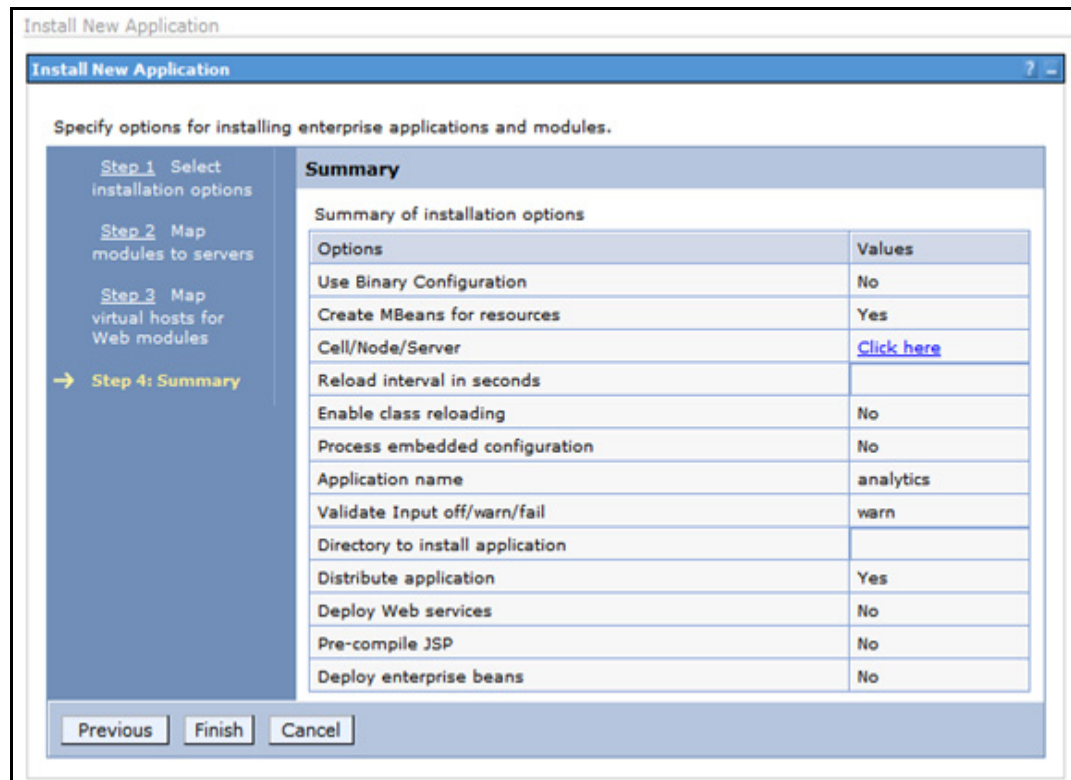 Install New Application
Install New Application
? –
Specify options for installing enterprise applications and modules.
Step 1 Select
installation options
Step 2 Map
modules to servers
Step 3 Map
virtual hosts for
Web modules
→ Step 4: Summary
Summary
Summary of installation options
Options Values
Use Binary Configuration No
Create MBeans for resources Yes
Cell/Node/Server Click here
Reload interval in seconds
Enable class reloading No
Process embedded configuration No
Application name analytics
Validate Input off/warn/fail warn
Directory to install application
Distribute application Yes
Deploy Web services No
Pre-compile JSP No
Deploy enterprise beans No
Previous Finish Cancel